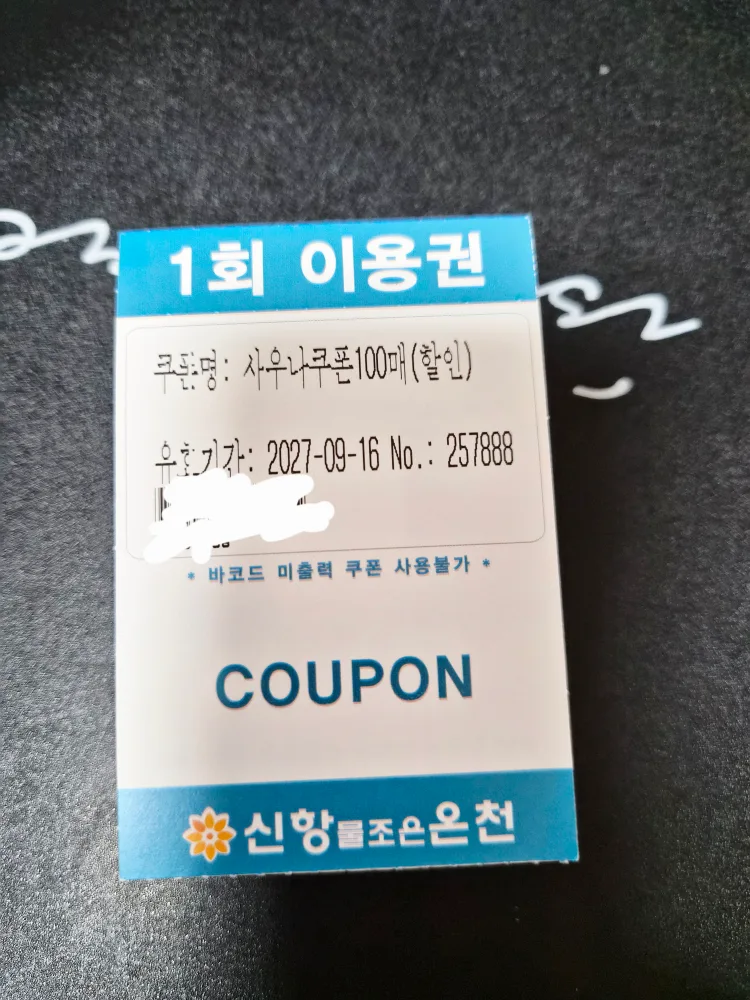 1회 이용권
쿠폰명: 사우나쿠폰100매(할인)
유효기간: 2027-09-16 No.: 257888
* 바코드 미출력 쿠폰 사용불가 *
COUPON
신항물조은온천